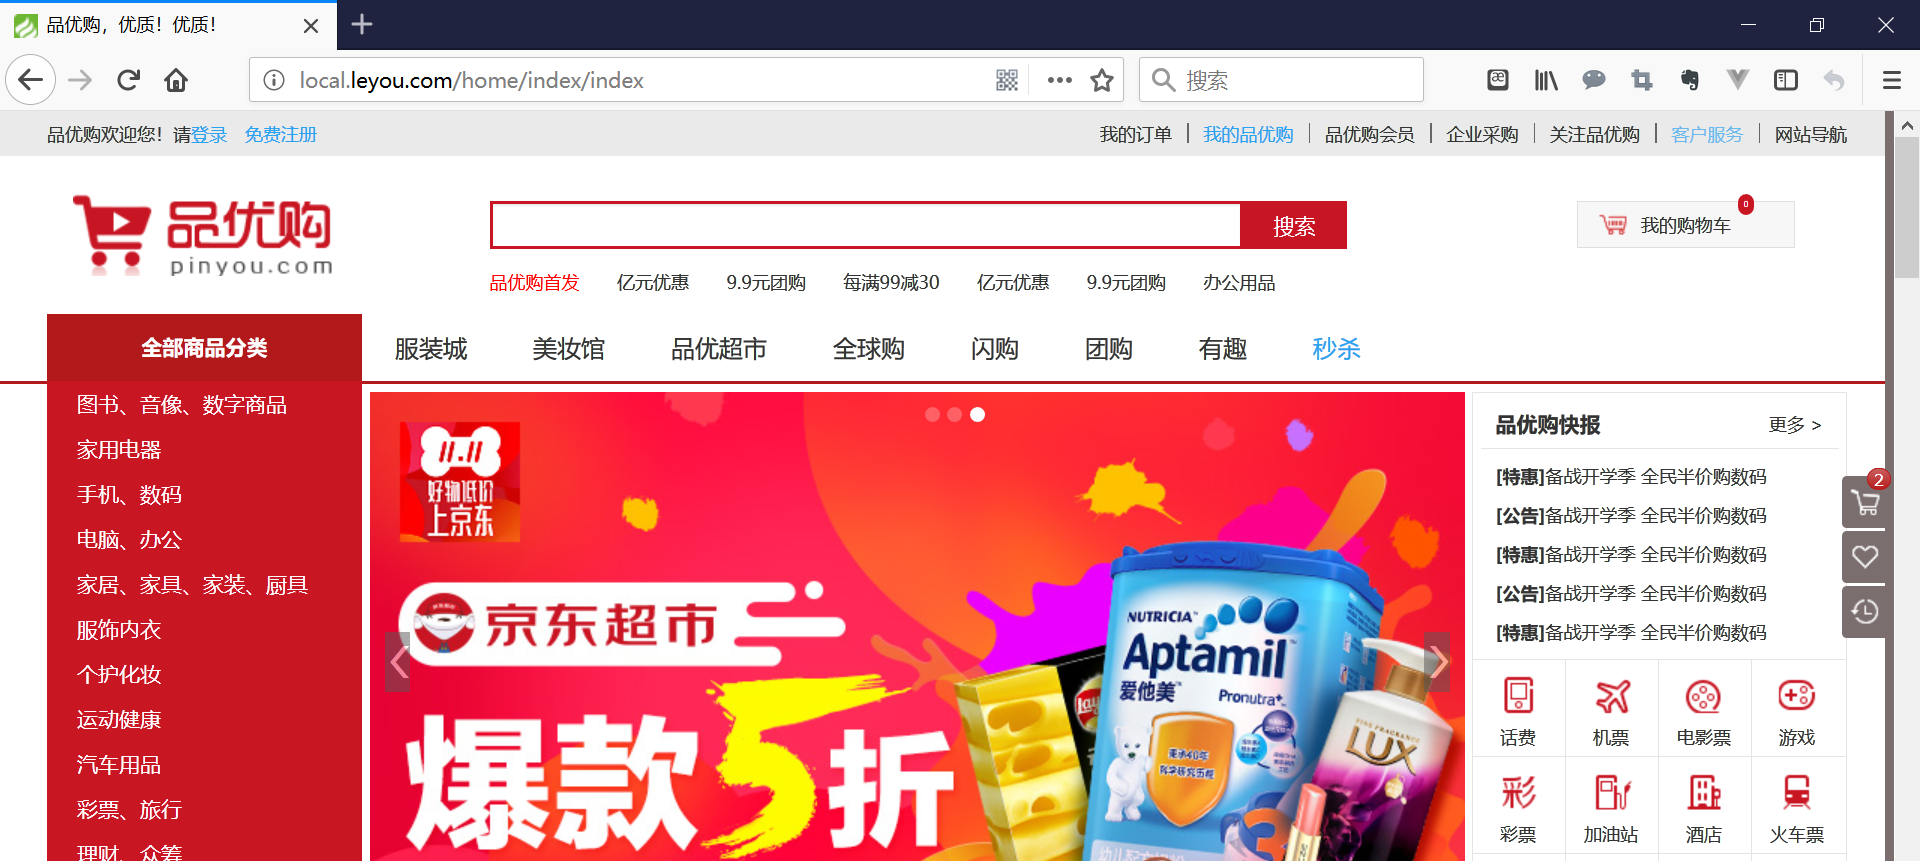 品优购，优质！优质！
local.leyou.com/home/index/index
搜索
品优购欢迎您！请登录 免费注册
我的订单 我的品优购 品优购会员 企业采购 关注品优购 客户服务 网站导航
品优购
pinyou.com
搜索
我的购物车 0
品优购首发 亿元优惠 9.9元团购 每满99减30 亿元优惠 9.9元团购 办公用品
全部商品分类 服装城 美妆馆 品优超市 全球购 闪购 团购 有趣 秒杀
图书、音像、数字商品
家用电器
手机、数码
电脑、办公
家居、家具、家装、厨具
服饰内衣
个护化妆
运动健康
汽车用品
彩票、旅行
理财、众筹
11.11
好物低价
上京东
京东超市
爆款5折
NUTRICIA
Aptamil
爱他美
Pronutra+
LUX
品优购快报 更多 >
[特惠]备战开学季 全民半价购数码
[公告]备战开学季 全民半价购数码
[特惠]备战开学季 全民半价购数码
[公告]备战开学季 全民半价购数码
[特惠]备战开学季 全民半价购数码
2
话费 机票 电影票 游戏
彩
彩票 加油站 酒店 火车票